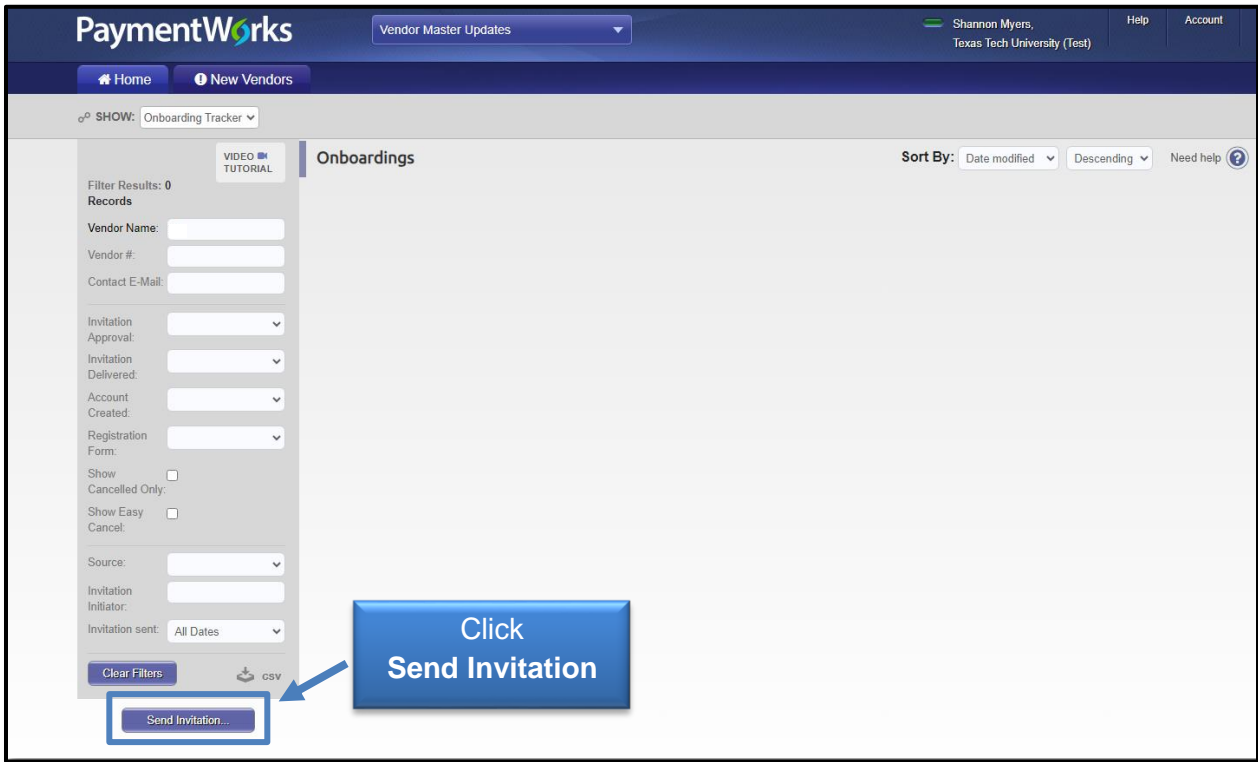 PaymentWorks
Vendor Master Updates
Shannon Myers,
Texas Tech University (Test)
Help
Account
Home
New Vendors
SHOW: Onboarding Tracker
VIDEO
TUTORIAL
Filter Results: 0
Records
Vendor Name:
Vendor #:
Contact E-Mail:
Invitation
Approval:
Invitation
Delivered:
Account
Created:
Registration
Form:
Show
Cancelled Only:
Show Easy
Cancel:
Source:
Invitation
Initiator:
Invitation sent: All Dates
Clear Filters
CSV
Send Invitation...
Onboardings
Sort By: Date modified Descending
Need help ?
Click
Send Invitation